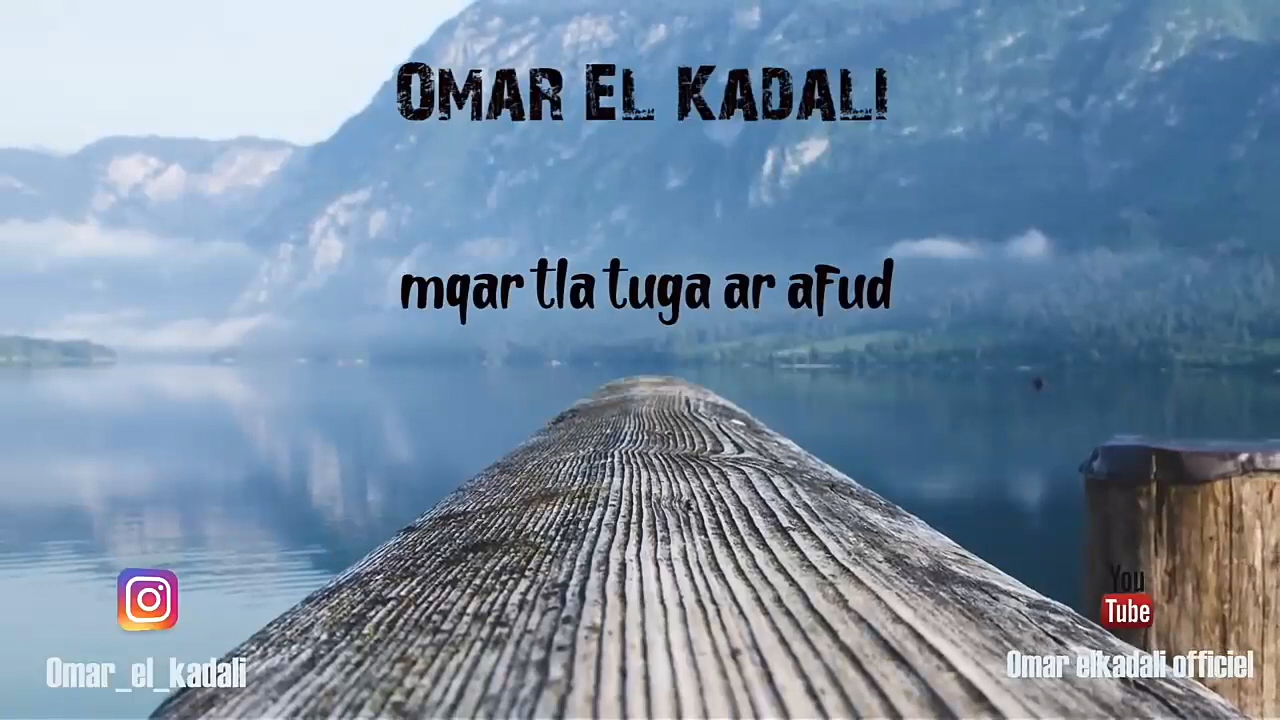 Omar El Kadali
mqar tla tuga ar afud
You
Tube
Omar_el_kadali
Omar elkadali officiel